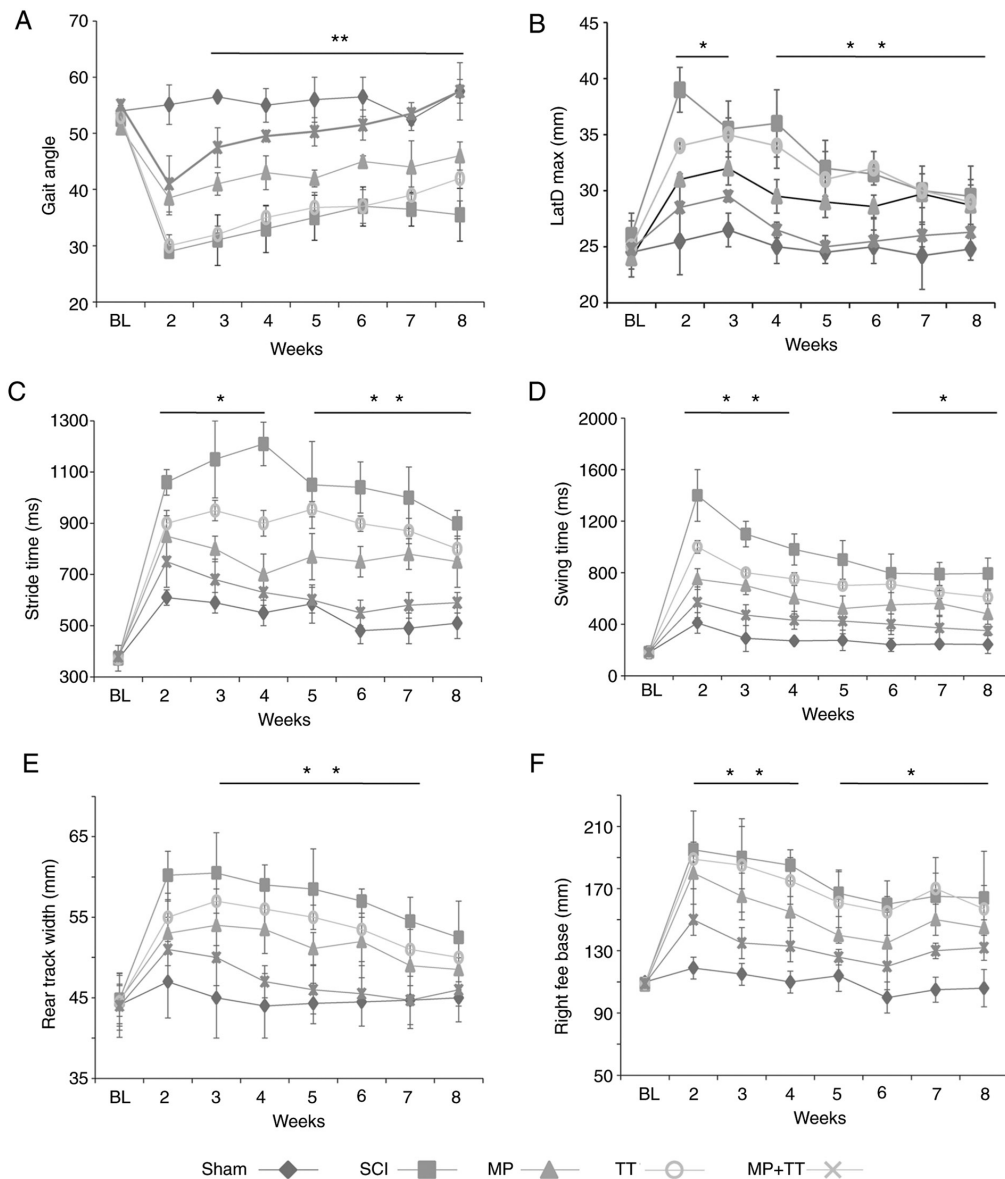 A
**
Gait angle
70
60
50
40
30
20
BL 2 3 4 5 6 7 8
Weeks
B
* * *
LatD max (mm)
45
40
35
30
25
20
BL 2 3 4 5 6 7 8
Weeks
C
* * *
Stride time (ms)
1300
1100
900
700
500
300
BL 2 3 4 5 6 7 8
Weeks
D
* * *
Swing time (ms)
2000
1600
1200
800
400
0
BL 2 3 4 5 6 7 8
Weeks
E
* *
Rear track width (mm)
65
55
45
35
BL 2 3 4 5 6 7 8
Weeks
F
* * *
Right fee base (mm)
210
170
130
90
50
BL 2 3 4 5 6 7 8
Weeks
Sham SCI MP TT MP+TT